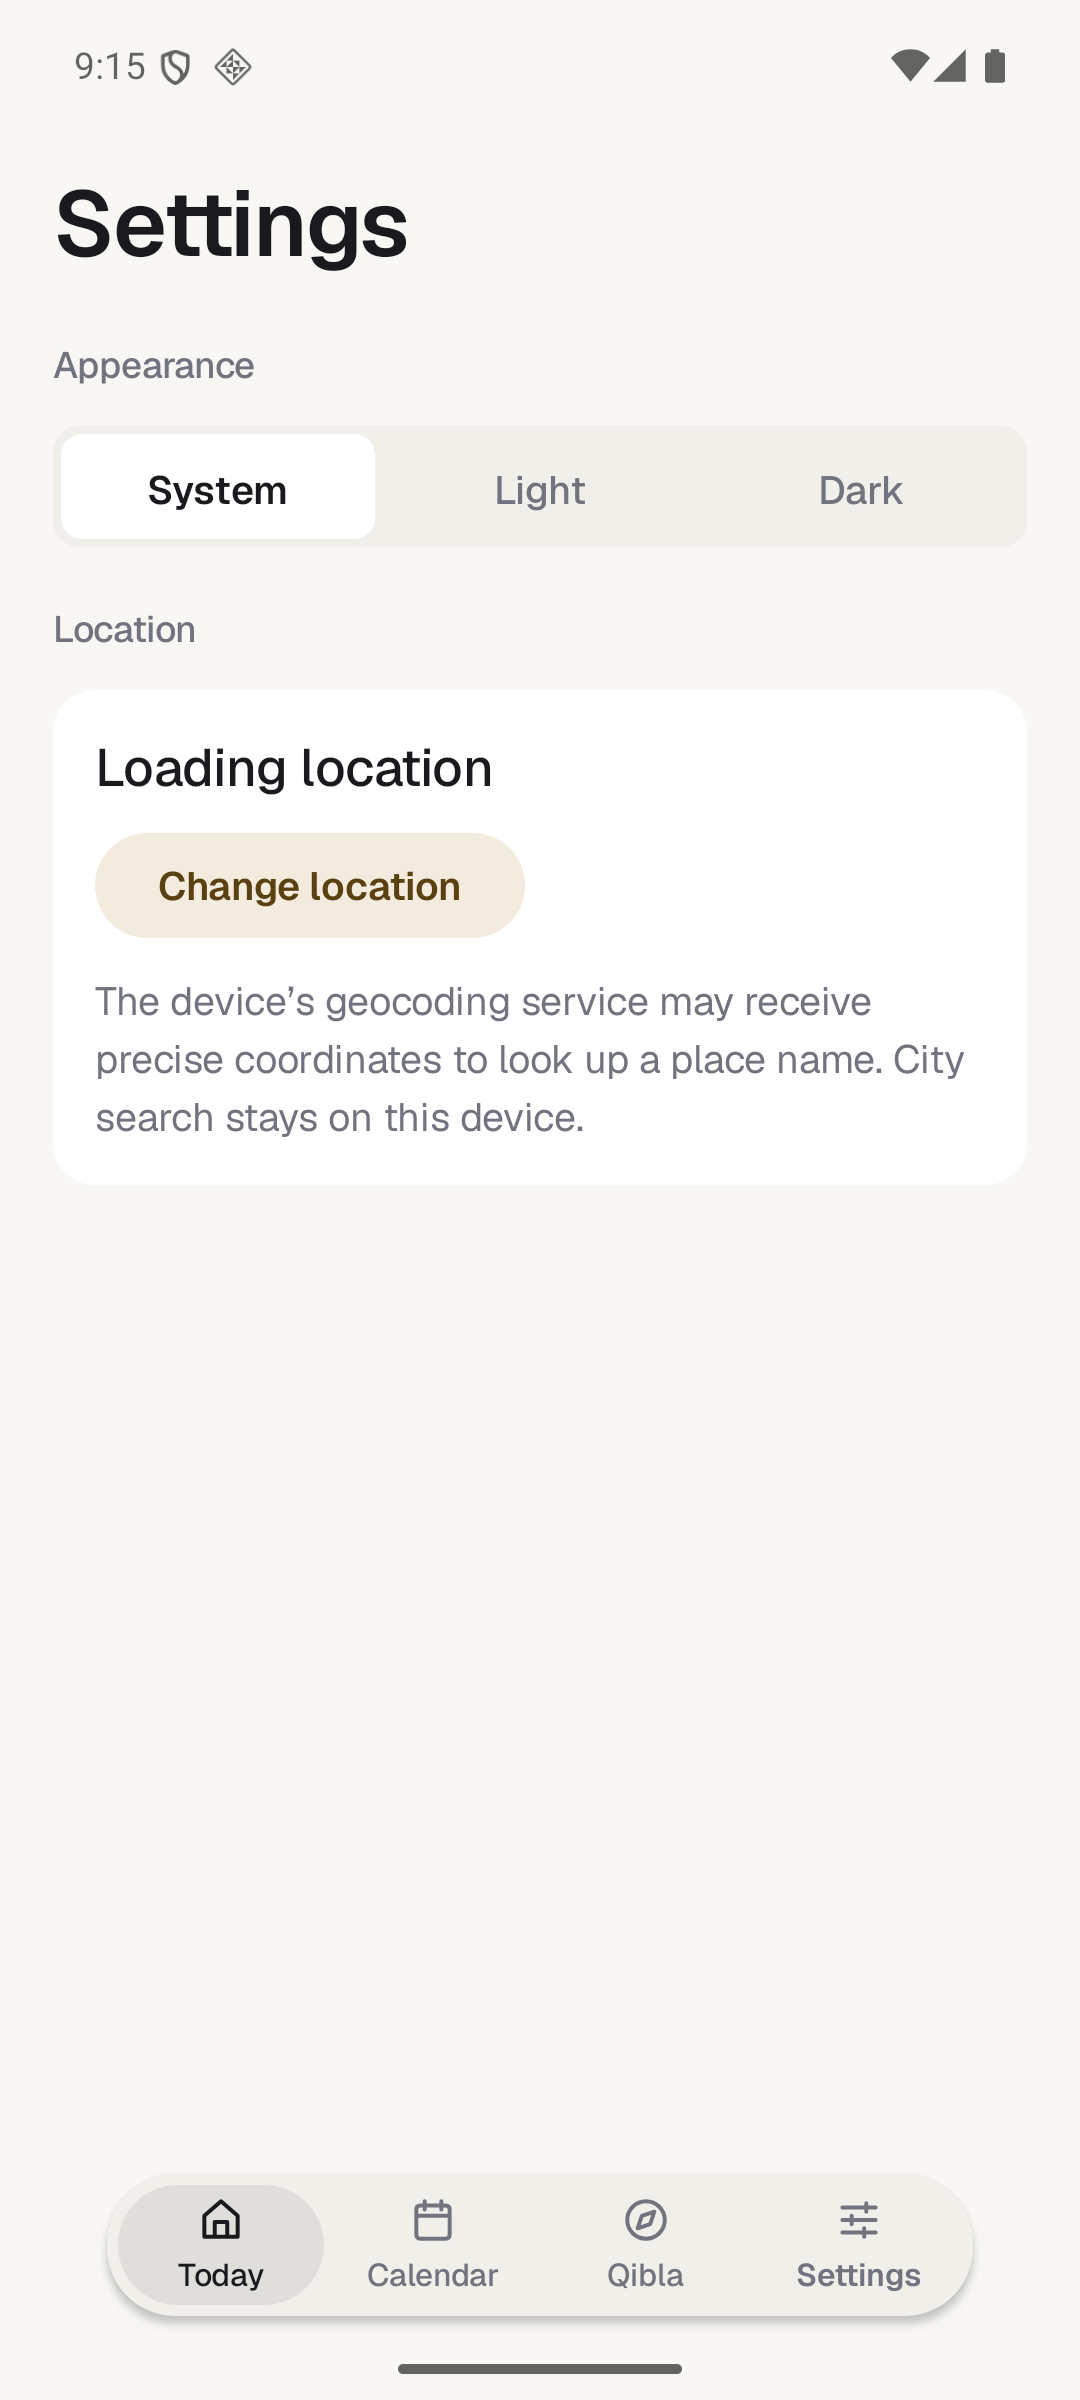 9:15
Settings
Appearance
System Light Dark
Location
Loading location
Change location
The device’s geocoding service may receive
precise coordinates to look up a place name. City
search stays on this device.
Today Calendar Qibla Settings